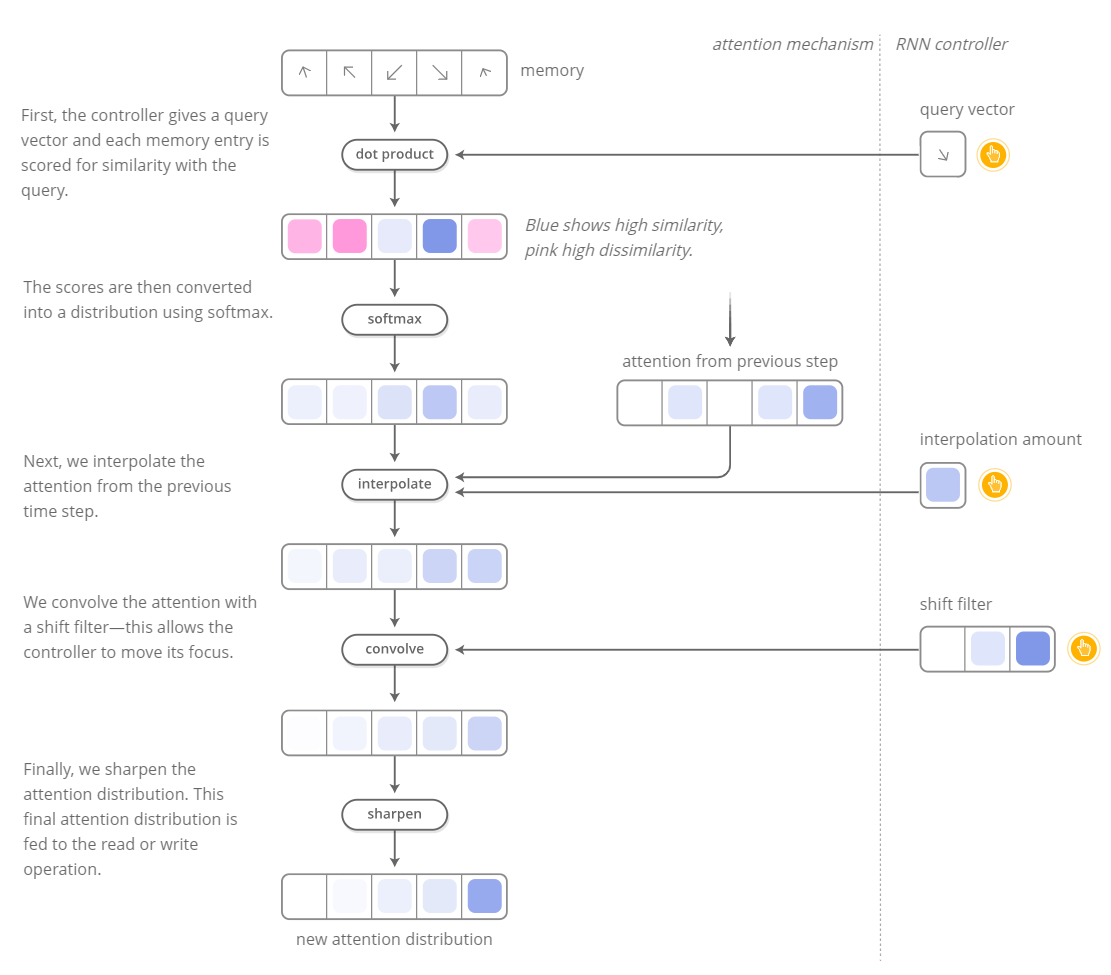 attention mechanism
RNN controller
memory
First, the controller gives a query
vector and each memory entry is
scored for similarity with the
query.
query vector
dot product
Blue shows high similarity,
pink high dissimilarity.
The scores are then converted
into a distribution using softmax.
softmax
attention from previous step
Next, we interpolate the
attention from the previous
time step.
interpolation amount
interpolate
We convolve the attention with
a shift filter—this allows the
controller to move its focus.
shift filter
convolve
Finally, we sharpen the
attention distribution. This
final attention distribution is
fed to the read or write
operation.
sharpen
new attention distribution